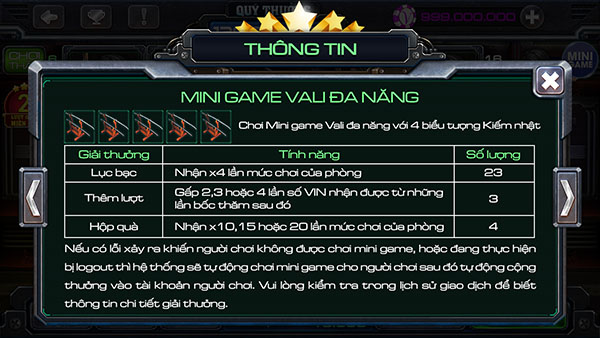 QUỸ THƯỞNG
999.000.000
THÔNG TIN
MINI GAME
MINI GAME VALI ĐA NĂNG
Chơi Mini game Vali đa năng với 4 biểu tượng Kiếm nhật
Giải thưởng Tính năng Số lượng
Lục bạc Nhận x4 lần mức chơi của phòng 23
Thêm lượt Gấp 2,3 hoặc 4 lần số VIN nhận được từ những
lần bốc thăm sau đó 3
Hộp quà Nhận x10,15 hoặc 20 lần mức chơi của phòng 4
Nếu có lỗi xảy ra khiến người chơi không được chơi mini game, hoặc đang thực hiện
bị logout thì hệ thống sẽ tự động chơi mini game cho người chơi sau đó tự động cộng
thưởng vào tài khoản người chơi. Vui lòng kiểm tra trong lịch sử giao dịch để biết
thông tin chi tiết giải thưởng.